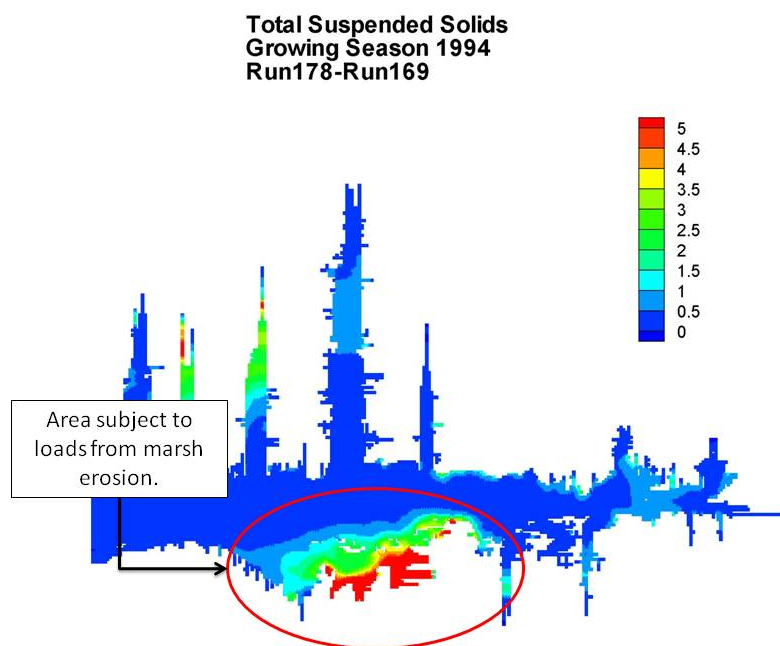 Total Suspended Solids
Growing Season 1994
Run178-Run169
5
4.5
4
3.5
3
2.5
2
1.5
1
0.5
0
Area subject to
loads from marsh
erosion.